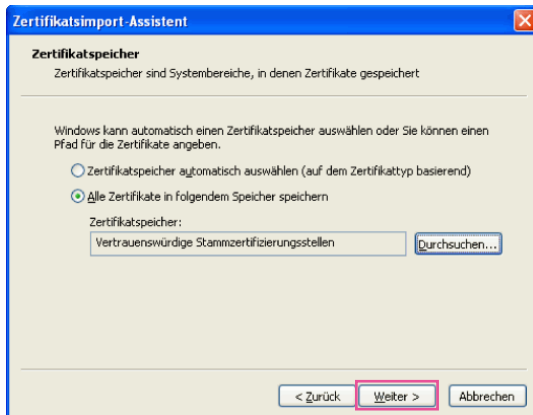 Zertifikatsimport-Assistent
Zertifikatspeicher
Zertifikatspeicher sind Systembereiche, in denen Zertifikate gespeichert
Windows kann automatisch einen Zertifikatspeicher auswählen oder Sie können einen
Pfad für die Zertifikate angeben.
Zertifikatspeicher automatisch auswählen (auf dem Zertifikattyp basierend)
Alle Zertifikate in folgendem Speicher speichern
Zertifikatspeicher:
Vertrauenswürdige Stammzertifizierungsstellen
Durchsuchen...
< Zurück
Weiter >
Abbrechen